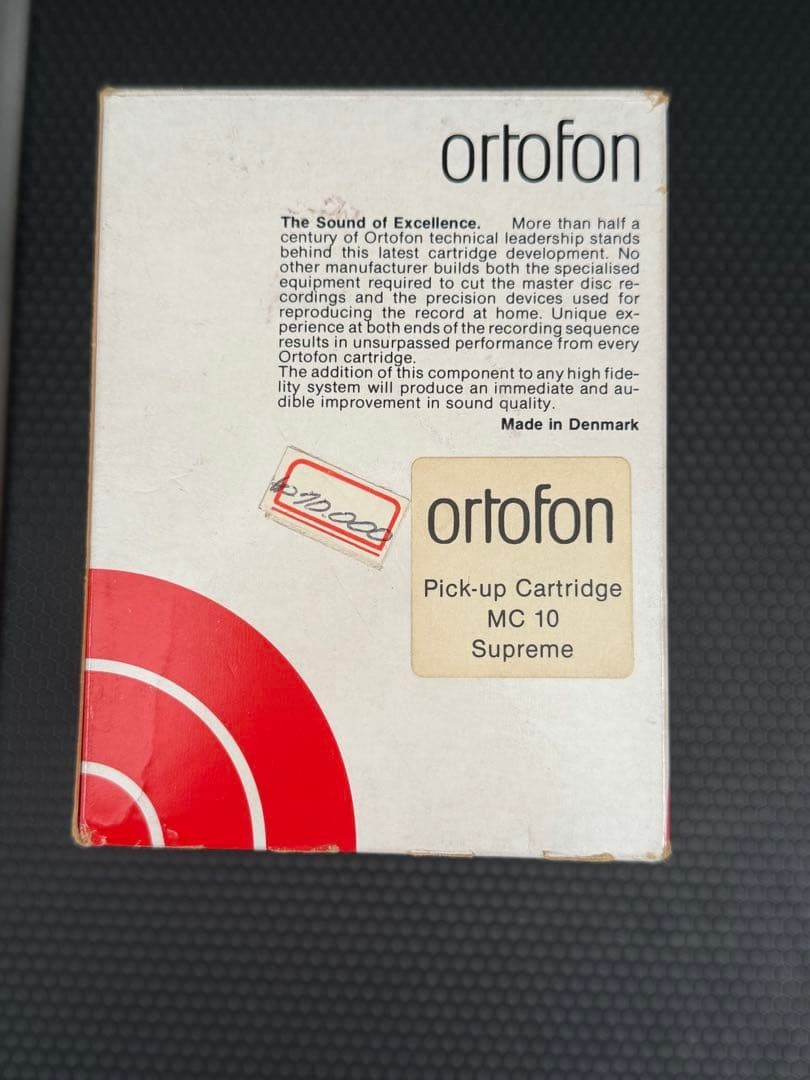 ortofon
The Sound of Excellence. More than half a
century of Ortofon technical leadership stands
behind this latest cartridge development. No
other manufacturer builds both the specialised
equipment required to cut the master disc re-
cordings and the precision devices used for
reproducing the record at home. Unique ex-
perience at both ends of the recording sequence
results in unsurpassed performance from every
Ortofon cartridge.
The addition of this component to any high fide-
lity system will produce an immediate and au-
dible improvement in sound quality.
Made in Denmark
70.000
ortofon
Pick-up Cartridge
MC 10
Supreme